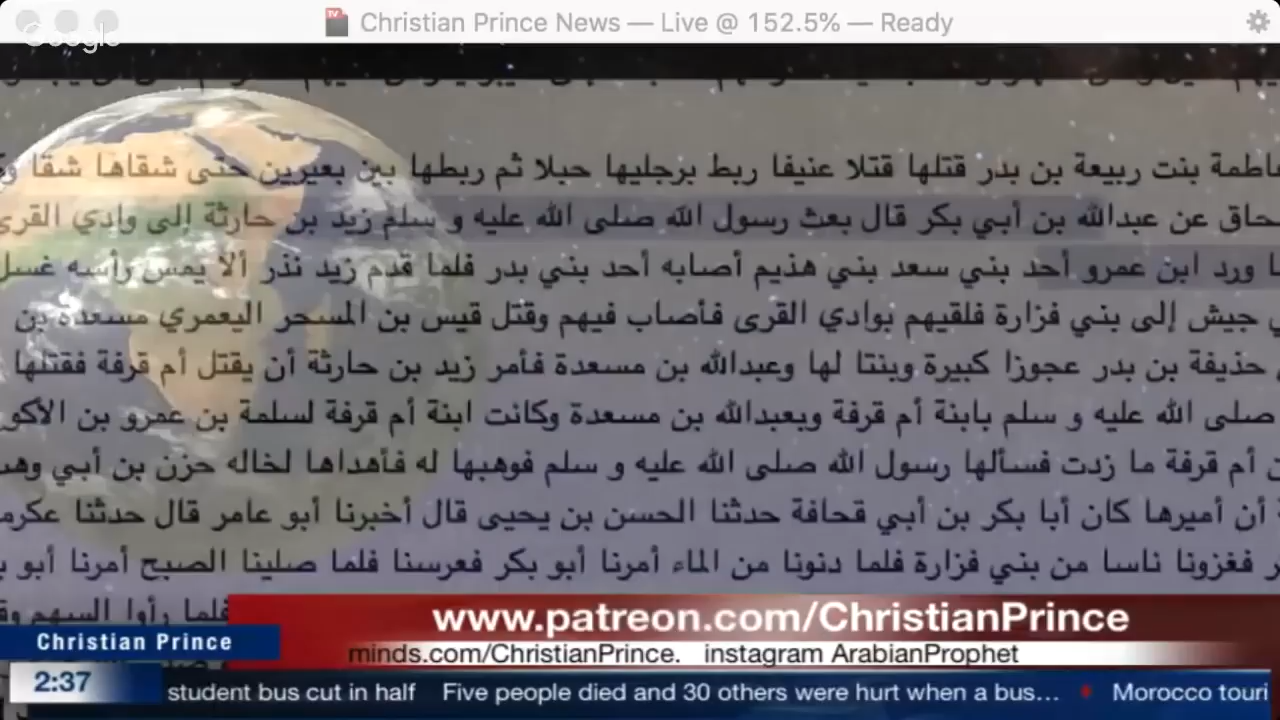 Christian Prince News — Live @ 152.5% — Ready
Google
فاطمة بنت ربيعة بن بدر قتلها قتلا عنيفا ربط برجليها حبلا ثم ربطها بين بعيرين حتى شقاها شقا
حاق عن عبدالله بن أبي بكر قال بعث رسول الله صلى الله عليه و سلم زيد بن حارثة إلى وادي القرى
ورد ابن عمرو أحد بني سعد بني هذيم أصابه أحد بني بدر فلما قدم زيد نذر ألا يمس رأسه غسل
جيش إلى بني فزارة فلقيهم بوادي القرى فأصاب فيهم وقتل قيس بن المسحر اليعمري مسعدة بن
حذيفة بن بدر عجوزا كبيرة وبنتا لها وعبدالله بن مسعدة فأمر زيد بن حارثة أن يقتل أم قرفة فقتلها
صلى الله عليه و سلم بابنة أم قرفة وبعبدالله بن مسعدة وكانت ابنة أم قرفة لسلمة بن عمرو بن الأكو
أم قرفة ما زدت فسألها رسول الله صلى الله عليه و سلم فوهبها له فأهداها لخاله حزن بن أبي وهب
أن أميرها كان أبا بكر بن أبي قحافة حدثنا الحسن بن يحيى قال أخبرنا أبو عامر قال حدثنا عكرمة
فغزونا ناسا من بني فزارة فلما دنونا من الماء أمرنا أبو بكر فعرسنا فلما صلينا الصبح أمرنا أبو
فلما رأوا السهم
www.patreon.com/ChristianPrince
Christian Prince
minds.com/ChristianPrince. instagram ArabianProphet
2:37
student bus cut in half Five people died and 30 others were hurt when a bus... • Morocco touri